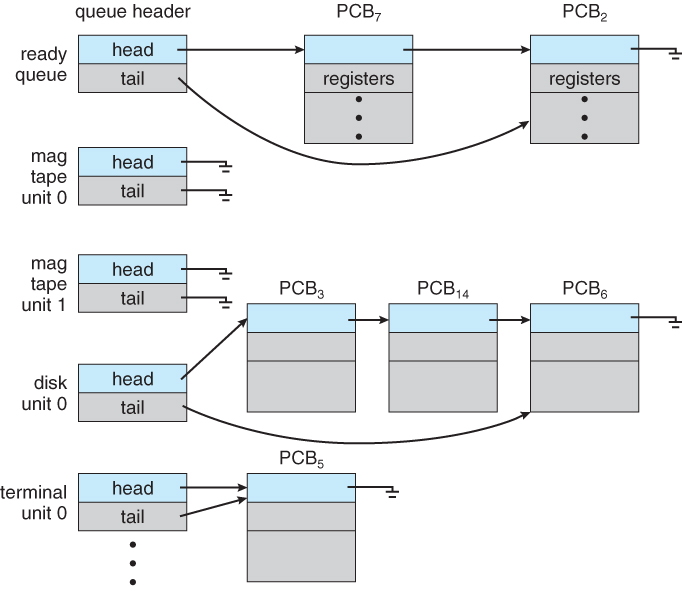 queue header
PCB7
PCB2
ready
queue
head
tail
registers
registers
mag
tape
unit 0
head
tail
mag
tape
unit 1
head
tail
PCB3
PCB14
PCB6
disk
unit 0
head
tail
PCB5
terminal
unit 0
head
tail